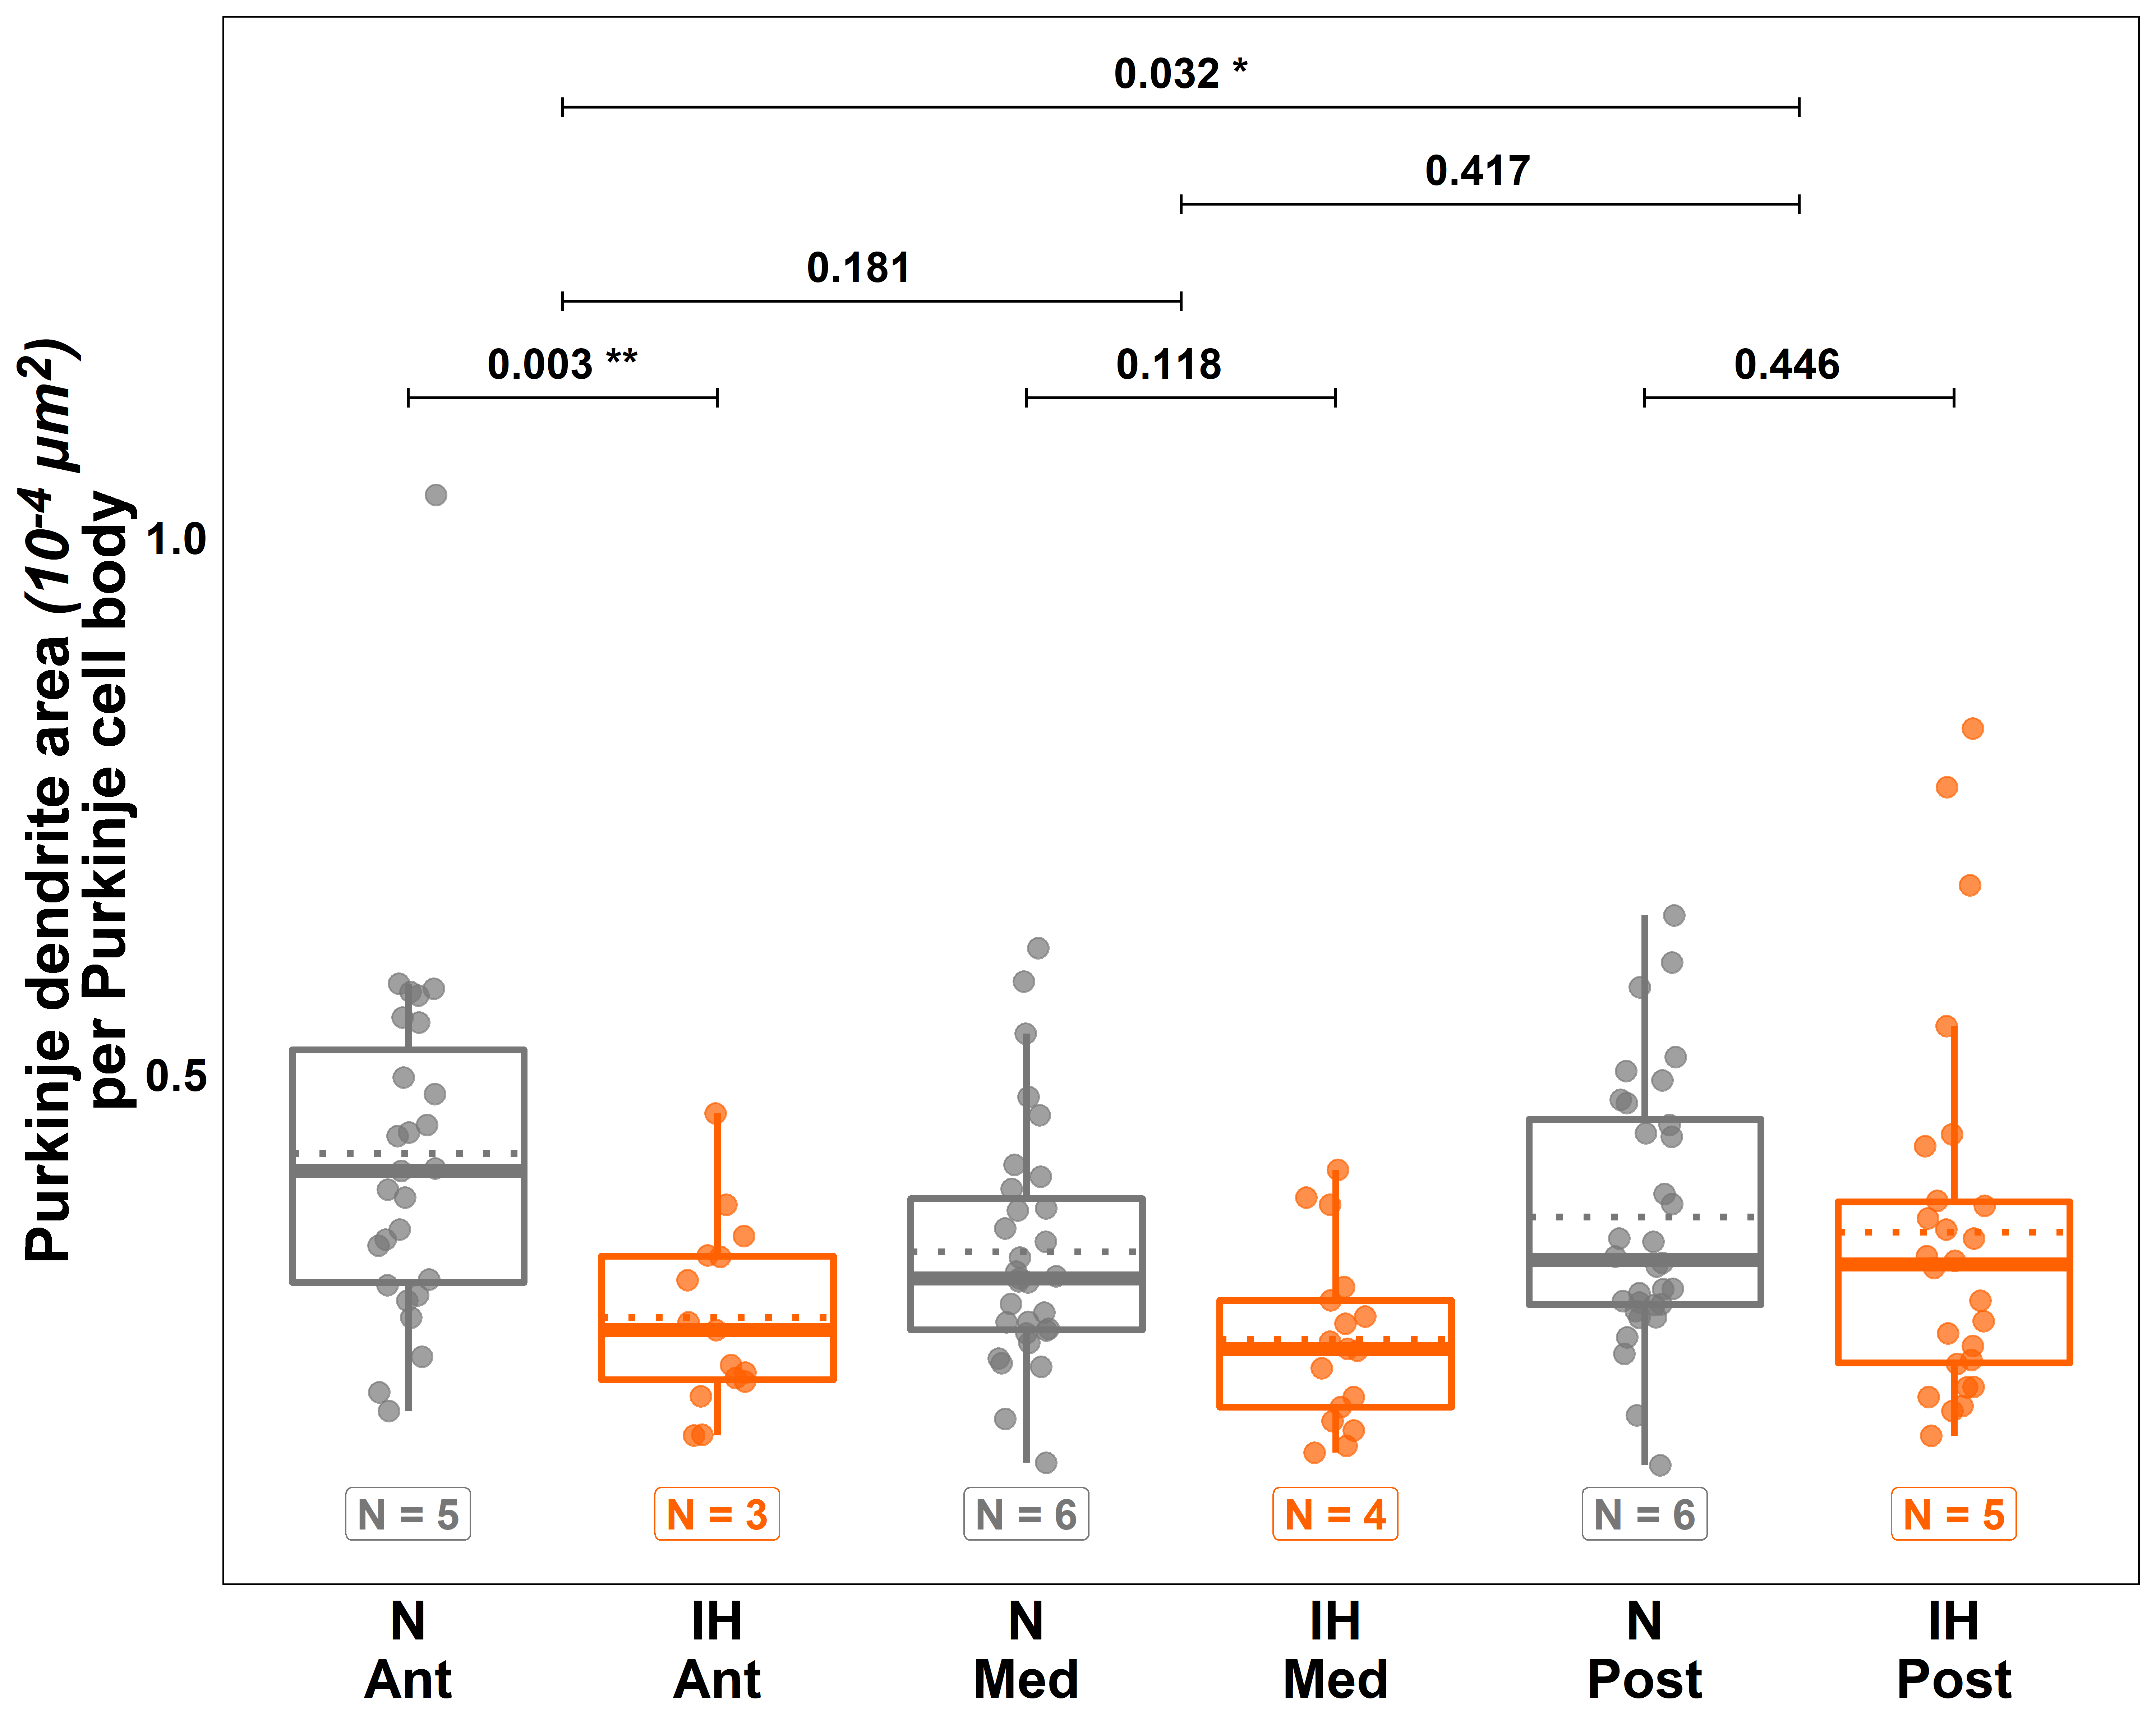 0.032 *
0.417
0.181
0.003 **
0.118
0.446
Purkinje dendrite area (10⁻⁴ µm²)
per Purkinje cell body
1.0
0.5
N = 5
N = 3
N = 6
N = 4
N = 6
N = 5
N
Ant
IH
Ant
N
Med
IH
Med
N
Post
IH
Post